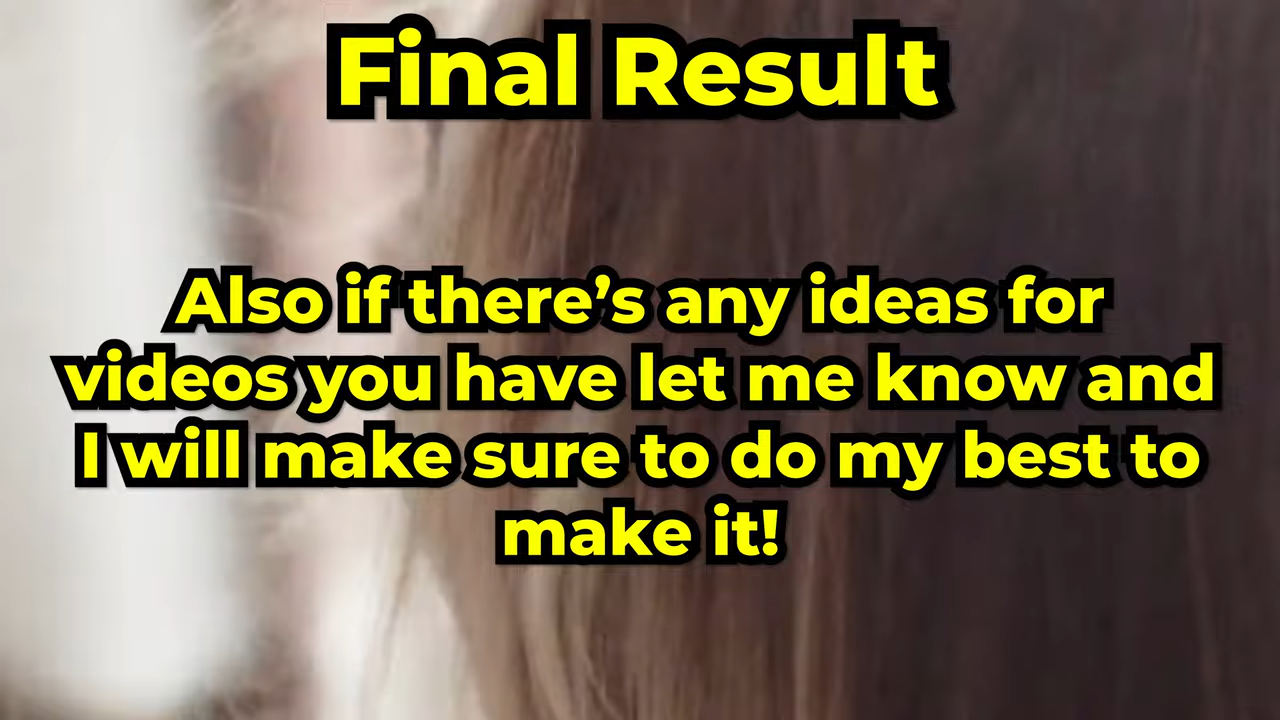 Final Result
Also if there’s any ideas for
videos you have let me know and
I will make sure to do my best to
make it!